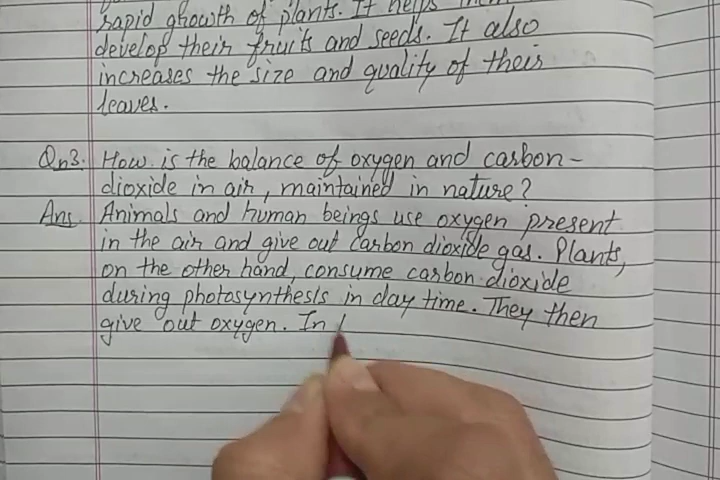 rapid growth of plants. It helps
develop their fruits and seeds. It also
increases the size and quality of their
leaves.
Qn3. How is the balance of oxygen and carbon-
dioxide in air, maintained in nature?
Ans. Animals and human beings use oxygen present
in the air and give out carbon dioxide gas. Plants,
on the other hand, consume carbon dioxide
during photosynthesis in day time. They then
give out oxygen. In